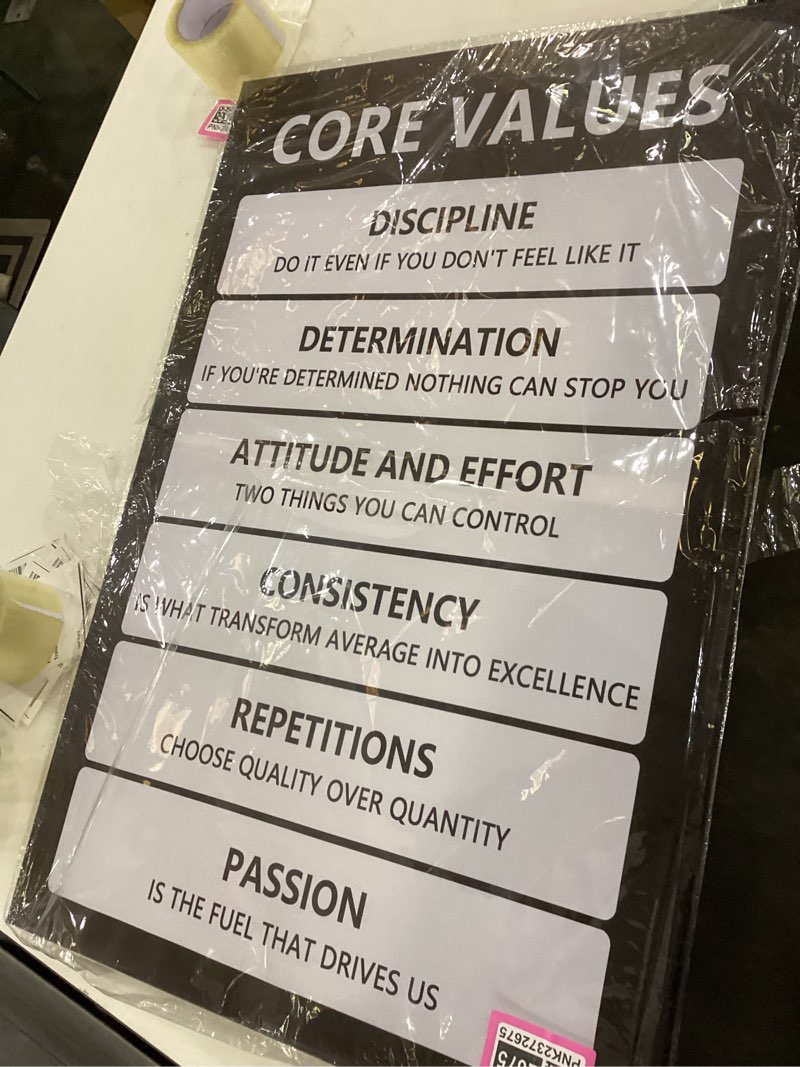 CORE VALUES
DISCIPLINE
DO IT EVEN IF YOU DON'T FEEL LIKE IT
DETERMINATION
IF YOU'RE DETERMINED NOTHING CAN STOP YOU
ATTITUDE AND EFFORT
TWO THINGS YOU CAN CONTROL
CONSISTENCY
IS WHAT TRANSFORM AVERAGE INTO EXCELLENCE
REPETITIONS
CHOOSE QUALITY OVER QUANTITY
PASSION
IS THE FUEL THAT DRIVES US
PNK2372675